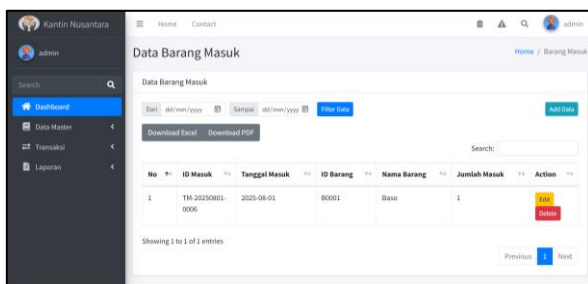 Kantin Nusantara
Home Contact
admin
admin
Data Barang Masuk
Home / Barang Masuk
Search
Data Barang Masuk
Dashboard
Dari dd/mm/yyyy Sampai dd/mm/yyyy Filter Data Add Data
Data Master
Transaksi
Download Excel Download PDF
Laporan
Search:
No ID Masuk Tanggal Masuk ID Barang Nama Barang Jumlah Masuk Action
1 TM-20250801-0006 2025-08-01 B0001 Baso 1 Edit
Delete
Showing 1 to 1 of 1 entries
Previous 1 Next